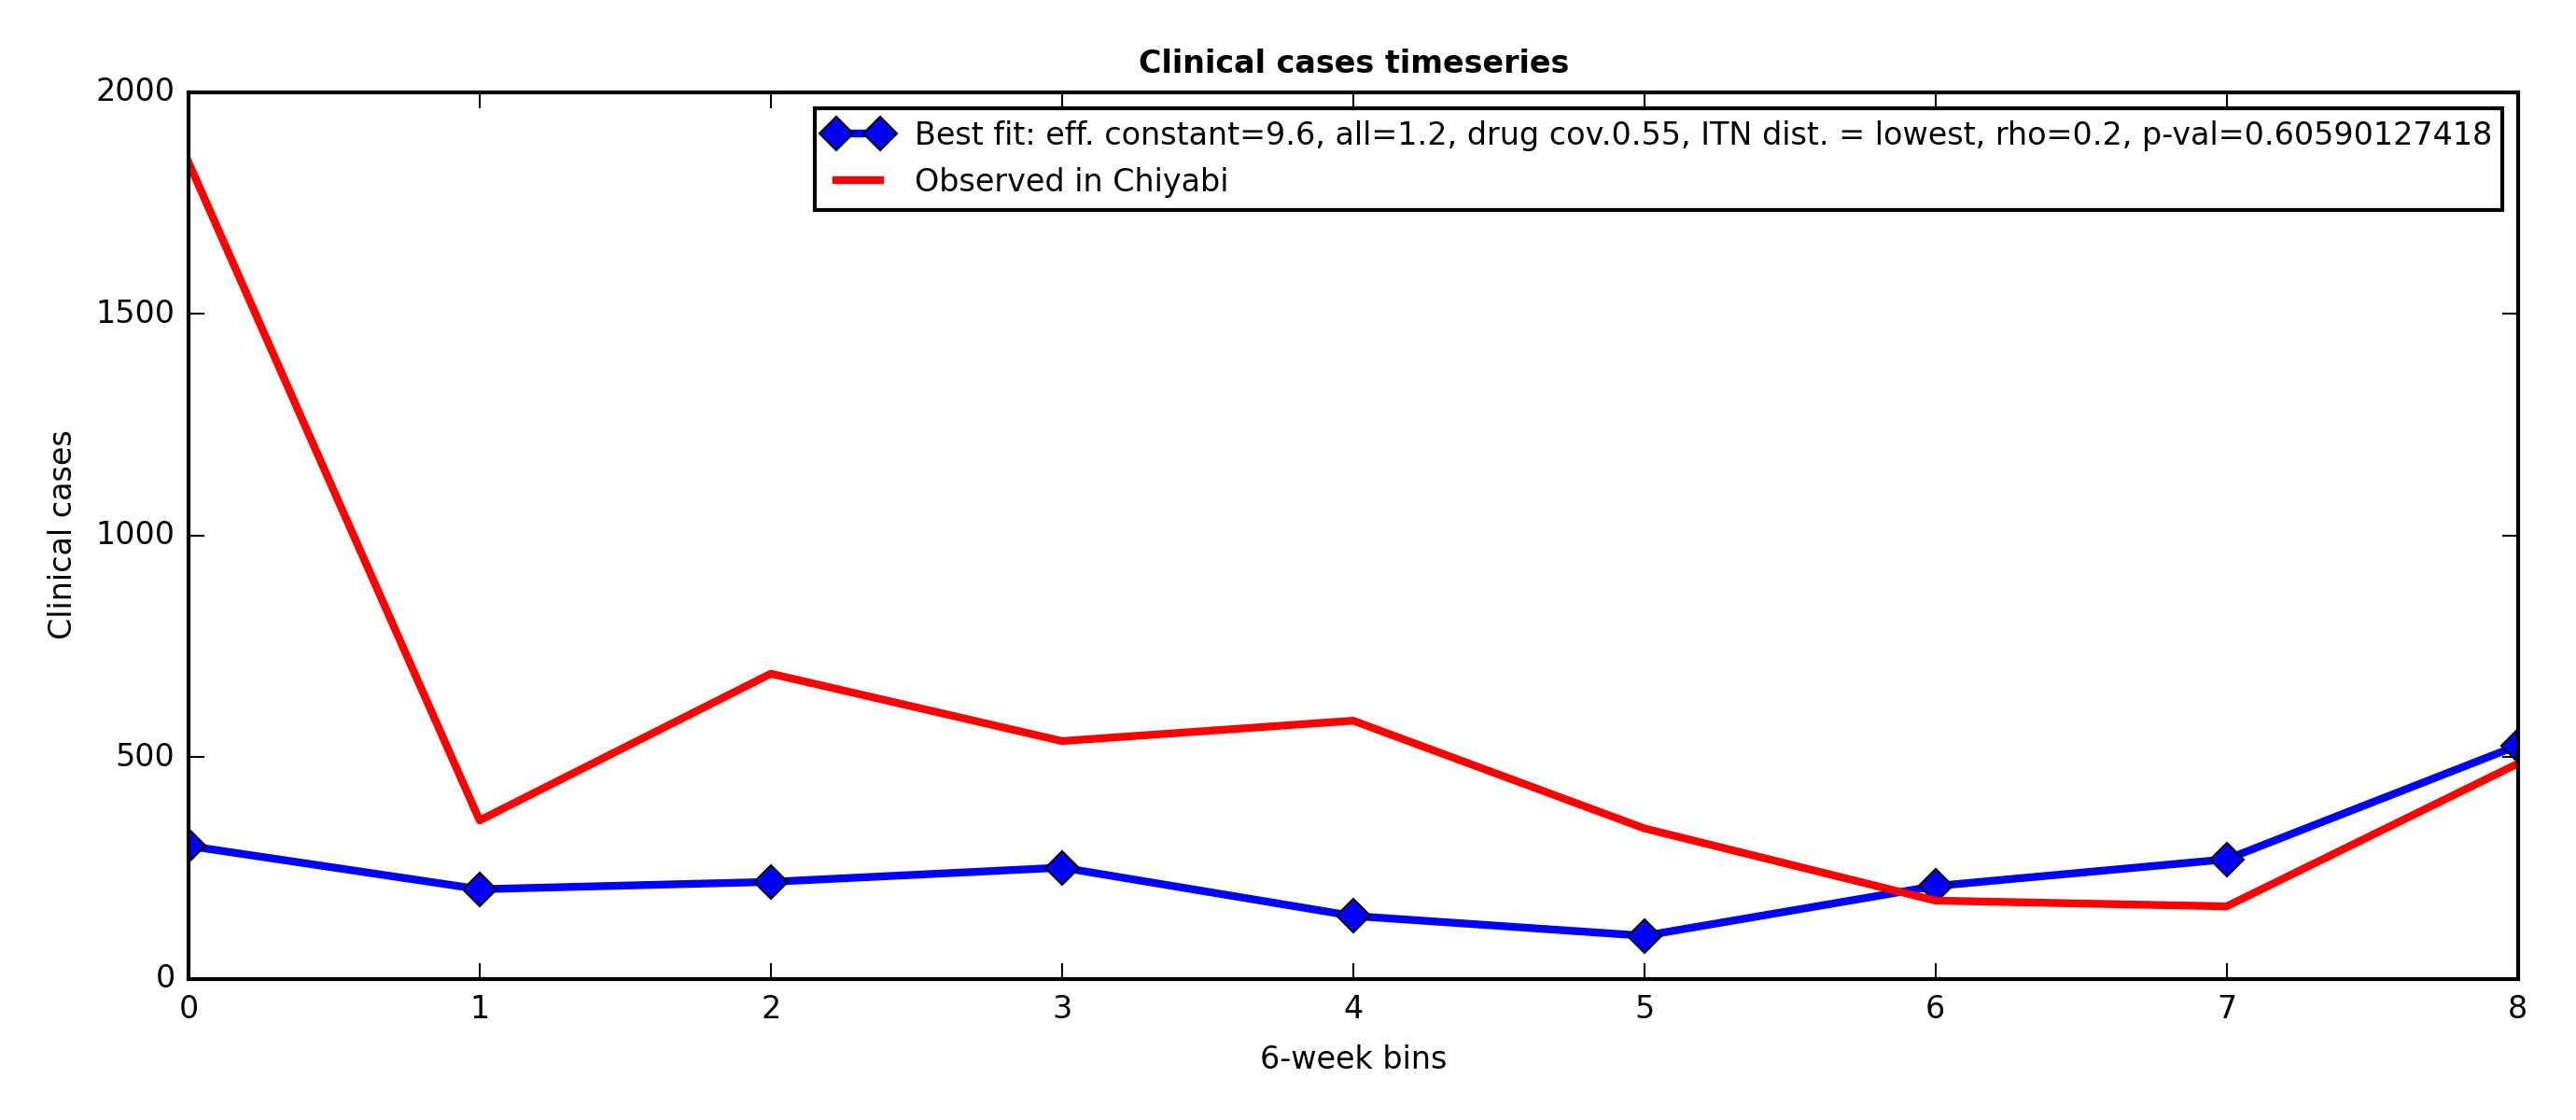 Clinical cases timeseries
2000
1500
1000
500
0
Clinical cases
Best fit: eff. constant=9.6, all=1.2, drug cov.0.55, ITN dist. = lowest, rho=0.2, p-val=0.60590127418
Observed in Chiyabi
0 1 2 3 4 5 6 7 8
6-week bins